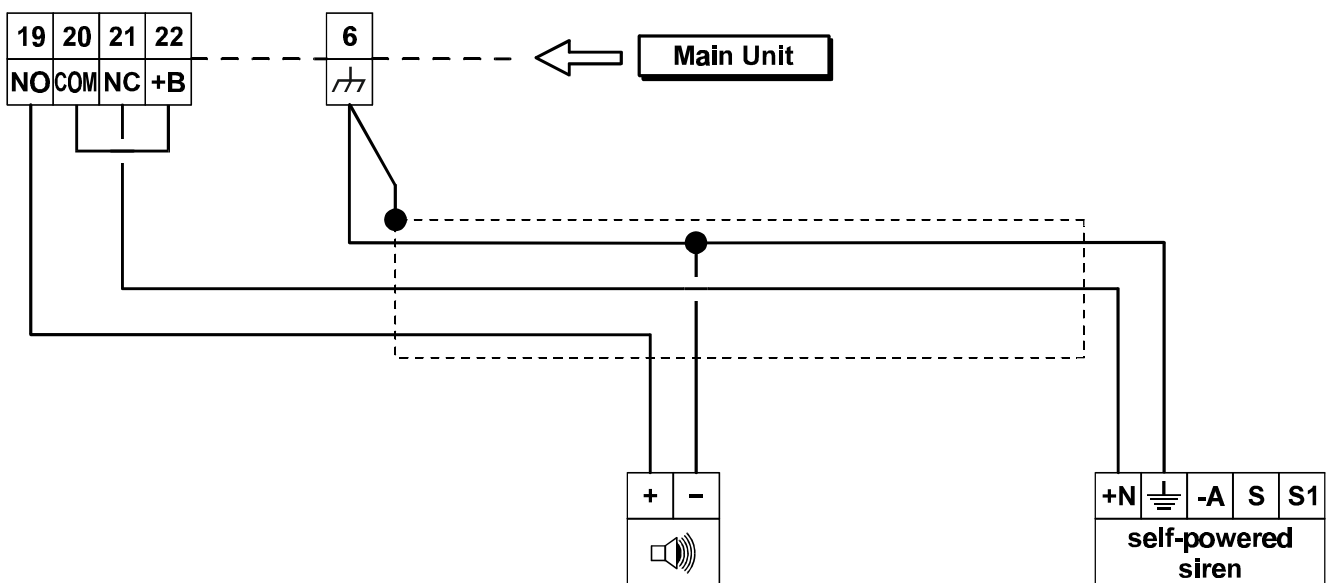 19 20 21 22
NO COM NC +B
6
Main Unit
+ −
+N -A S S1
self-powered
siren